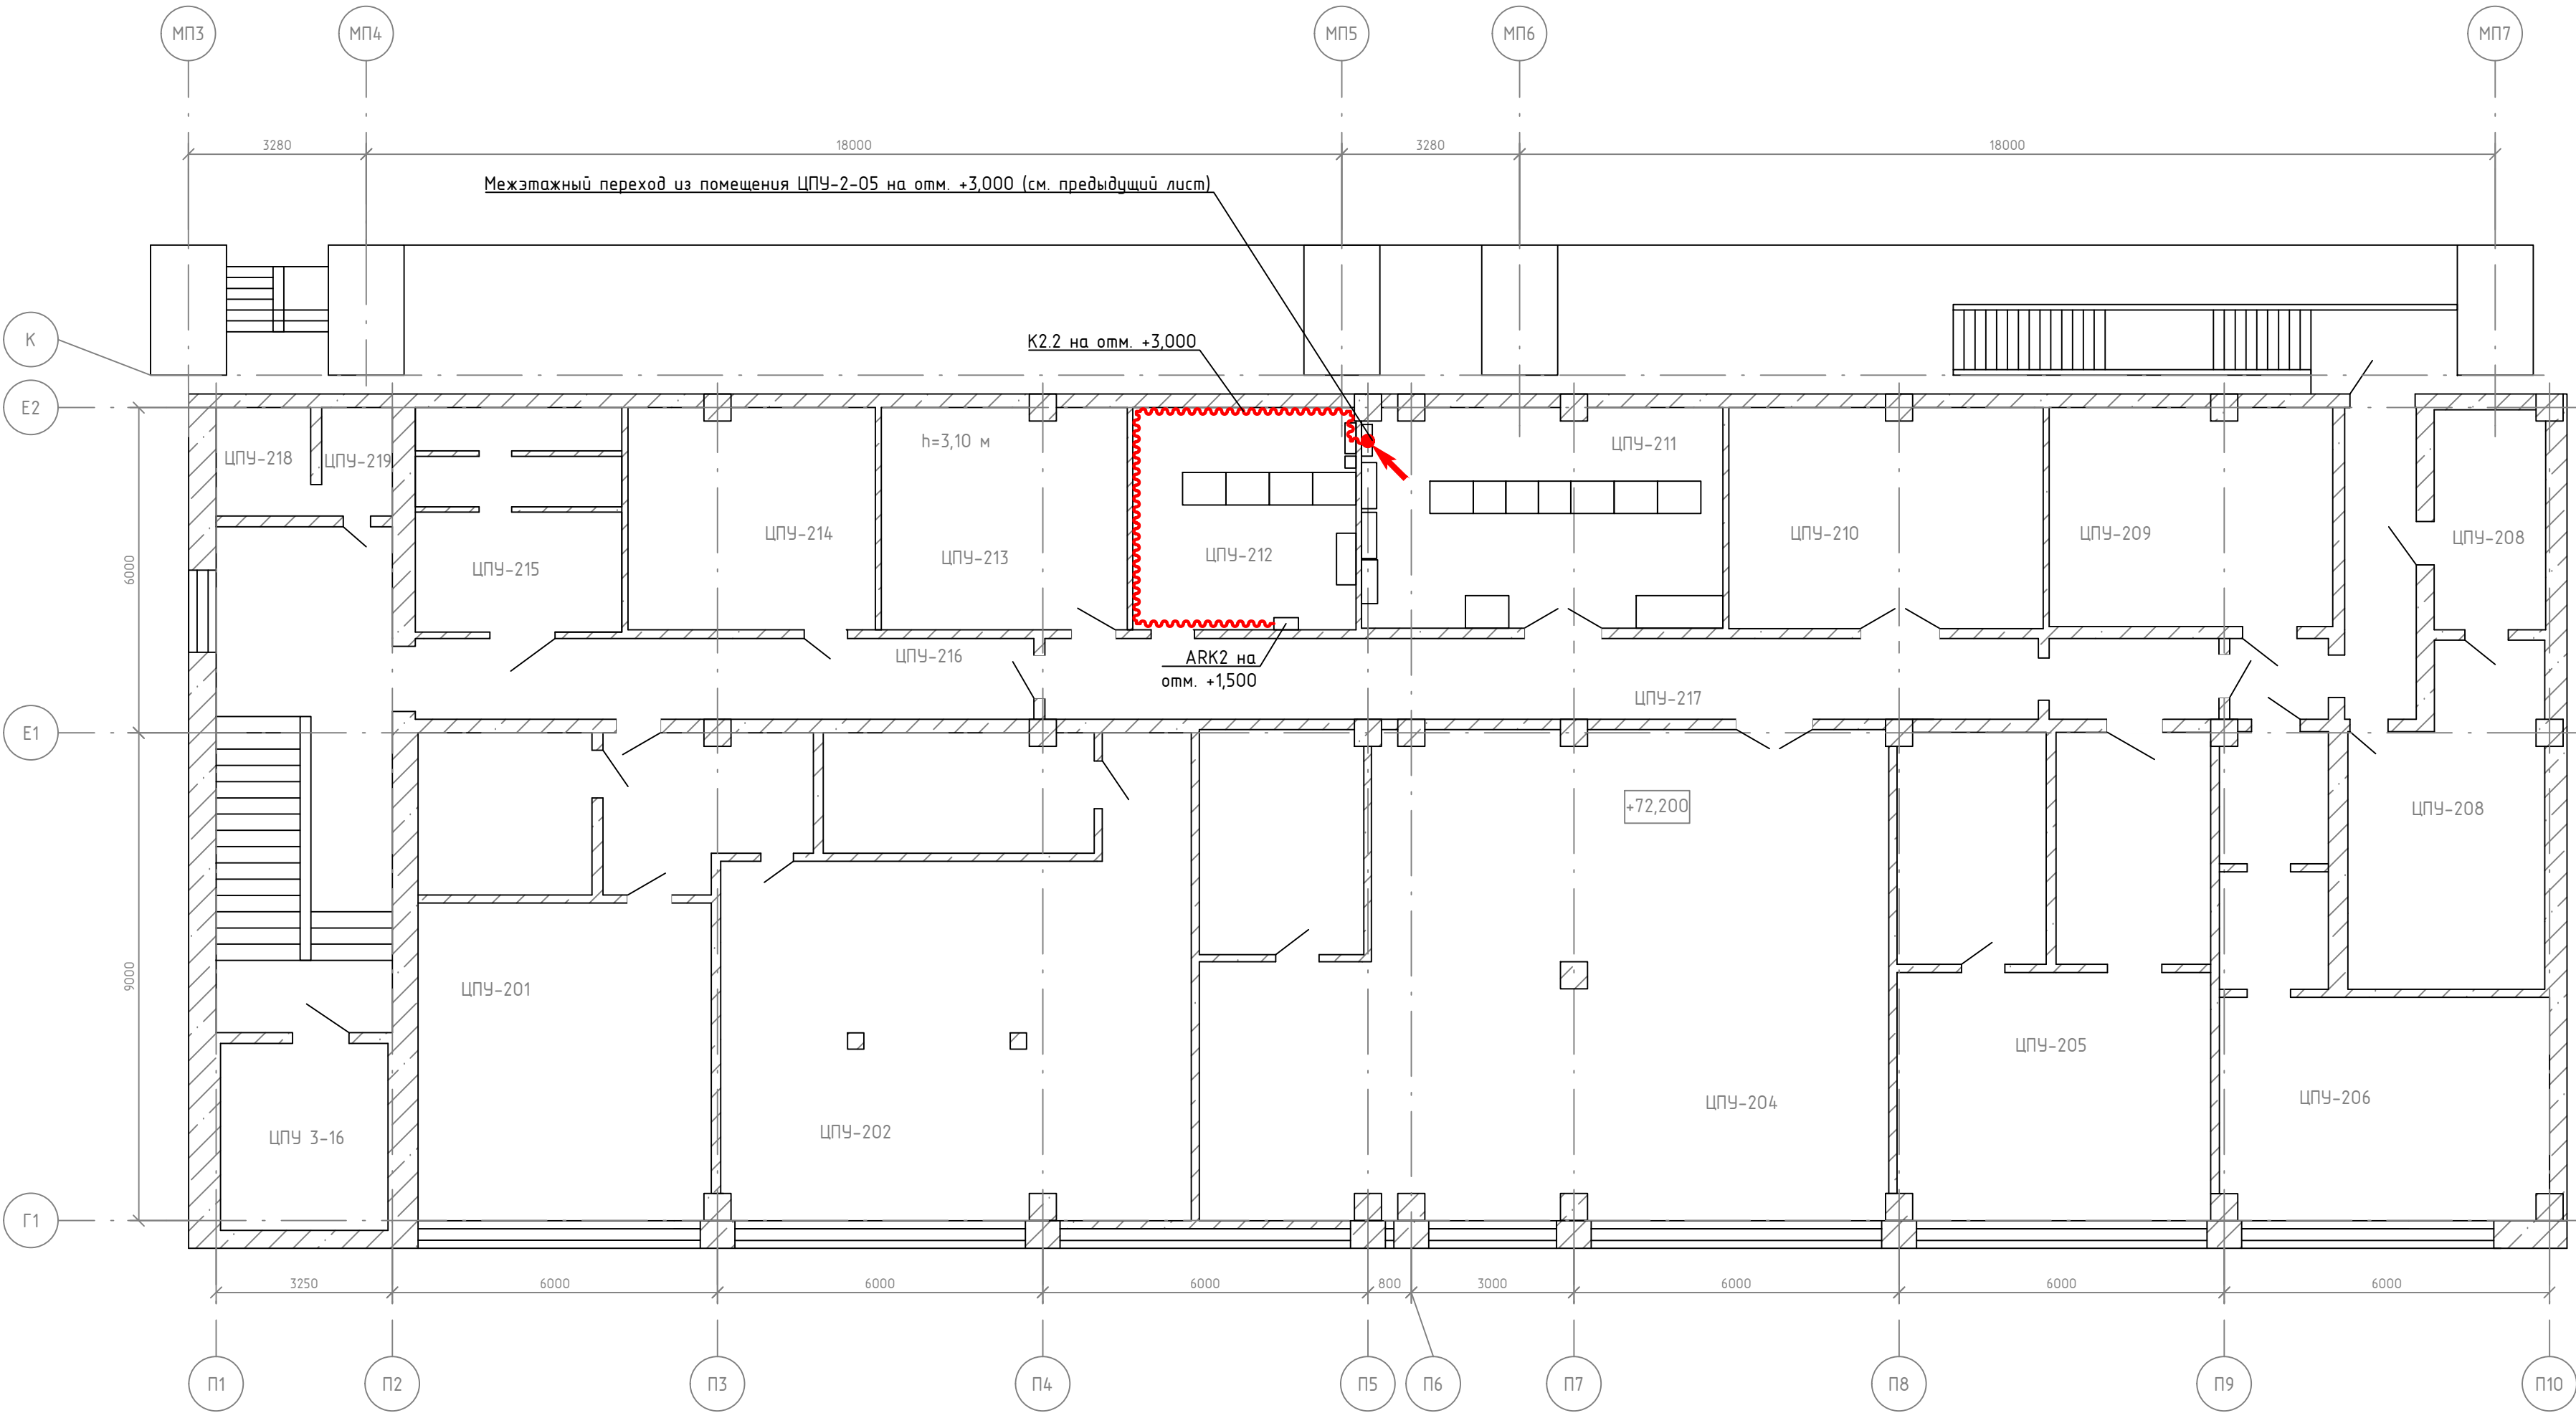 МП3
МП4
МП5
МП6
МП7
3280
18000
3280
18000
Межэтажный переход из помещения ЦПУ-2-05 на отм. +3,000 (см. предыдущий лист)
К
К2.2 на отм. +3,000
Е2
h=3,10 м
ЦПУ-211
ЦПУ-218
ЦПУ-219
ЦПУ-214
ЦПУ-210
ЦПУ-209
ЦПУ-208
ЦПУ-213
ЦПУ-212
ЦПУ-215
6000
ЦПУ-216
ARK2 на
отм. +1,500
ЦПУ-217
Е1
+72,200
ЦПУ-208
9000
ЦПУ-201
ЦПУ-205
ЦПУ-206
ЦПУ-204
ЦПУ-202
ЦПУ 3-16
Г1
3250
6000
6000
6000
800
3000
6000
6000
6000
П1
П2
П3
П4
П5
П6
П7
П8
П9
П10